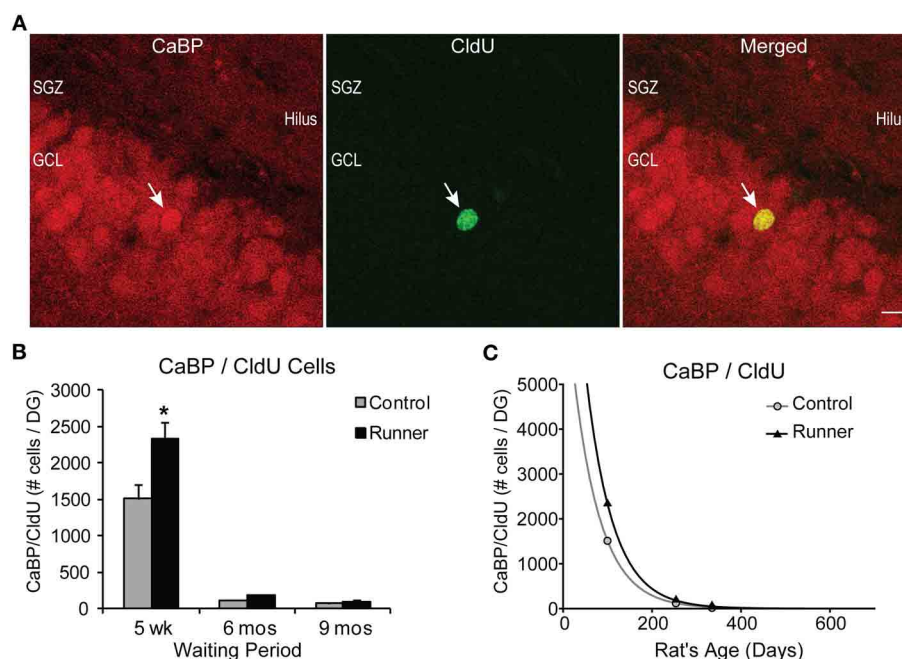 A
CaBP
CldU
Merged
SGZ
Hilus
GCL
SGZ
Hilus
GCL
SGZ
Hilus
GCL
B
CaBP / CldU Cells
CaBP/CldU (# cells / DG)
3000
2500
2000
1500
1000
500
0
*
Control
Runner
5 wk
6 mos
9 mos
Waiting Period
C
CaBP / CldU
CaBP/CldU (# cells / DG)
5000
4000
3000
2000
1000
0
Control
Runner
0
200
400
600
Rat's Age (Days)